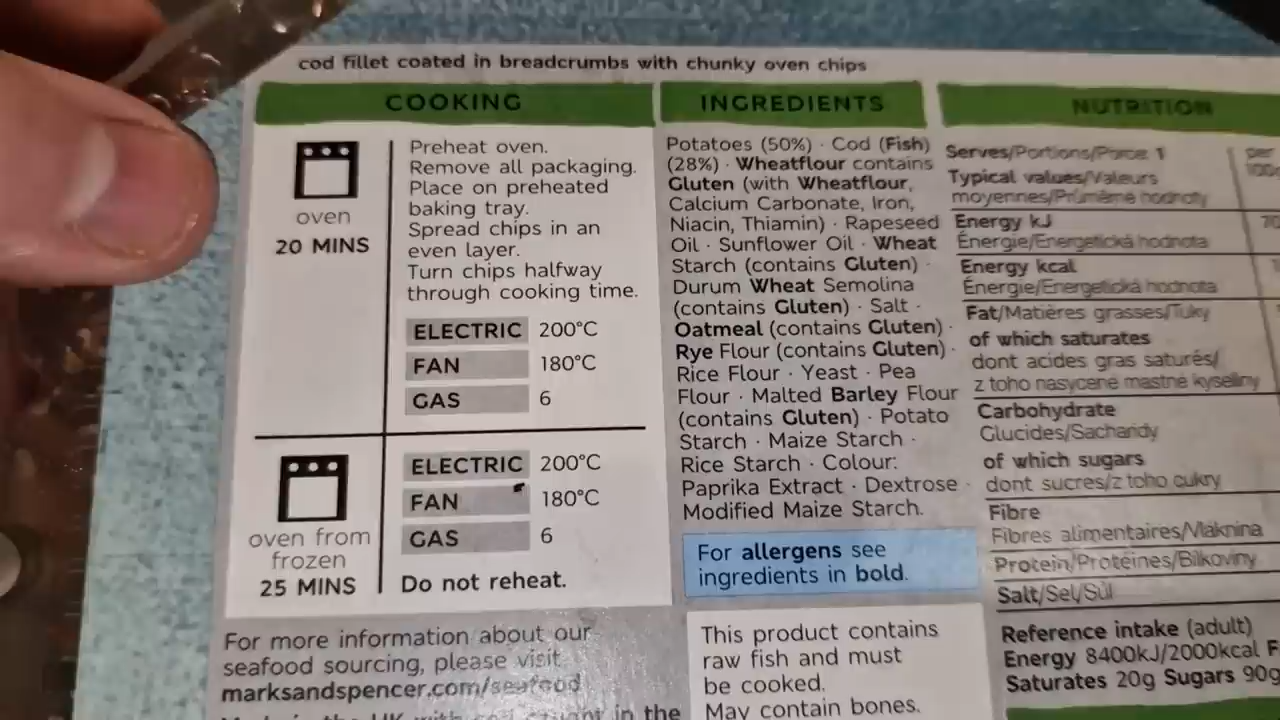 cod fillet coated in breadcrumbs with chunky oven chips
COOKING
oven
20 MINS
Preheat oven.
Remove all packaging.
Place on preheated
baking tray.
Spread chips in an
even layer.
Turn chips halfway
through cooking time.
ELECTRIC 200°C
FAN 180°C
GAS 6
oven from
frozen
25 MINS
ELECTRIC 200°C
FAN 180°C
GAS 6
Do not reheat.
For more information about our
seafood sourcing, please visit
marksandspencer.com/seafood
INGREDIENTS
Potatoes (50%) · Cod (Fish)
(28%) · Wheatflour contains
Gluten (with Wheatflour,
Calcium Carbonate, Iron,
Niacin, Thiamin) · Rapeseed
Oil · Sunflower Oil · Wheat
Starch (contains Gluten) ·
Durum Wheat Semolina
(contains Gluten) · Salt ·
Oatmeal (contains Gluten) ·
Rye Flour (contains Gluten) ·
Rice Flour · Yeast · Pea
Flour · Malted Barley Flour
(contains Gluten) · Potato
Starch · Maize Starch ·
Rice Starch · Colour:
Paprika Extract · Dextrose ·
Modified Maize Starch.
For allergens see
ingredients in bold.
This product contains
raw fish and must
be cooked.
May contain bones.
NUTRITION
Serves/Portions/Porce: 1
per
Typical values/Valeurs
moyennes/Průměrné hodnoty
Energy kJ
Énergie/Energetická hodnota
Energy kcal
Énergie/Energetická hodnota
Fat/Matières grasses/Tuky
of which saturates
dont acides gras saturés/
z toho nasycené mastné kyseliny
Carbohydrate
Glucides/Sacharidy
of which sugars
dont sucres/z toho cukry
Fibre
Fibres alimentaires/Vláknina
Protein/Protéines/Bílkoviny
Salt/Sel/Sůl
Reference intake (adult)
Energy 8400kJ/2000kcal
Saturates 20g Sugars 90g